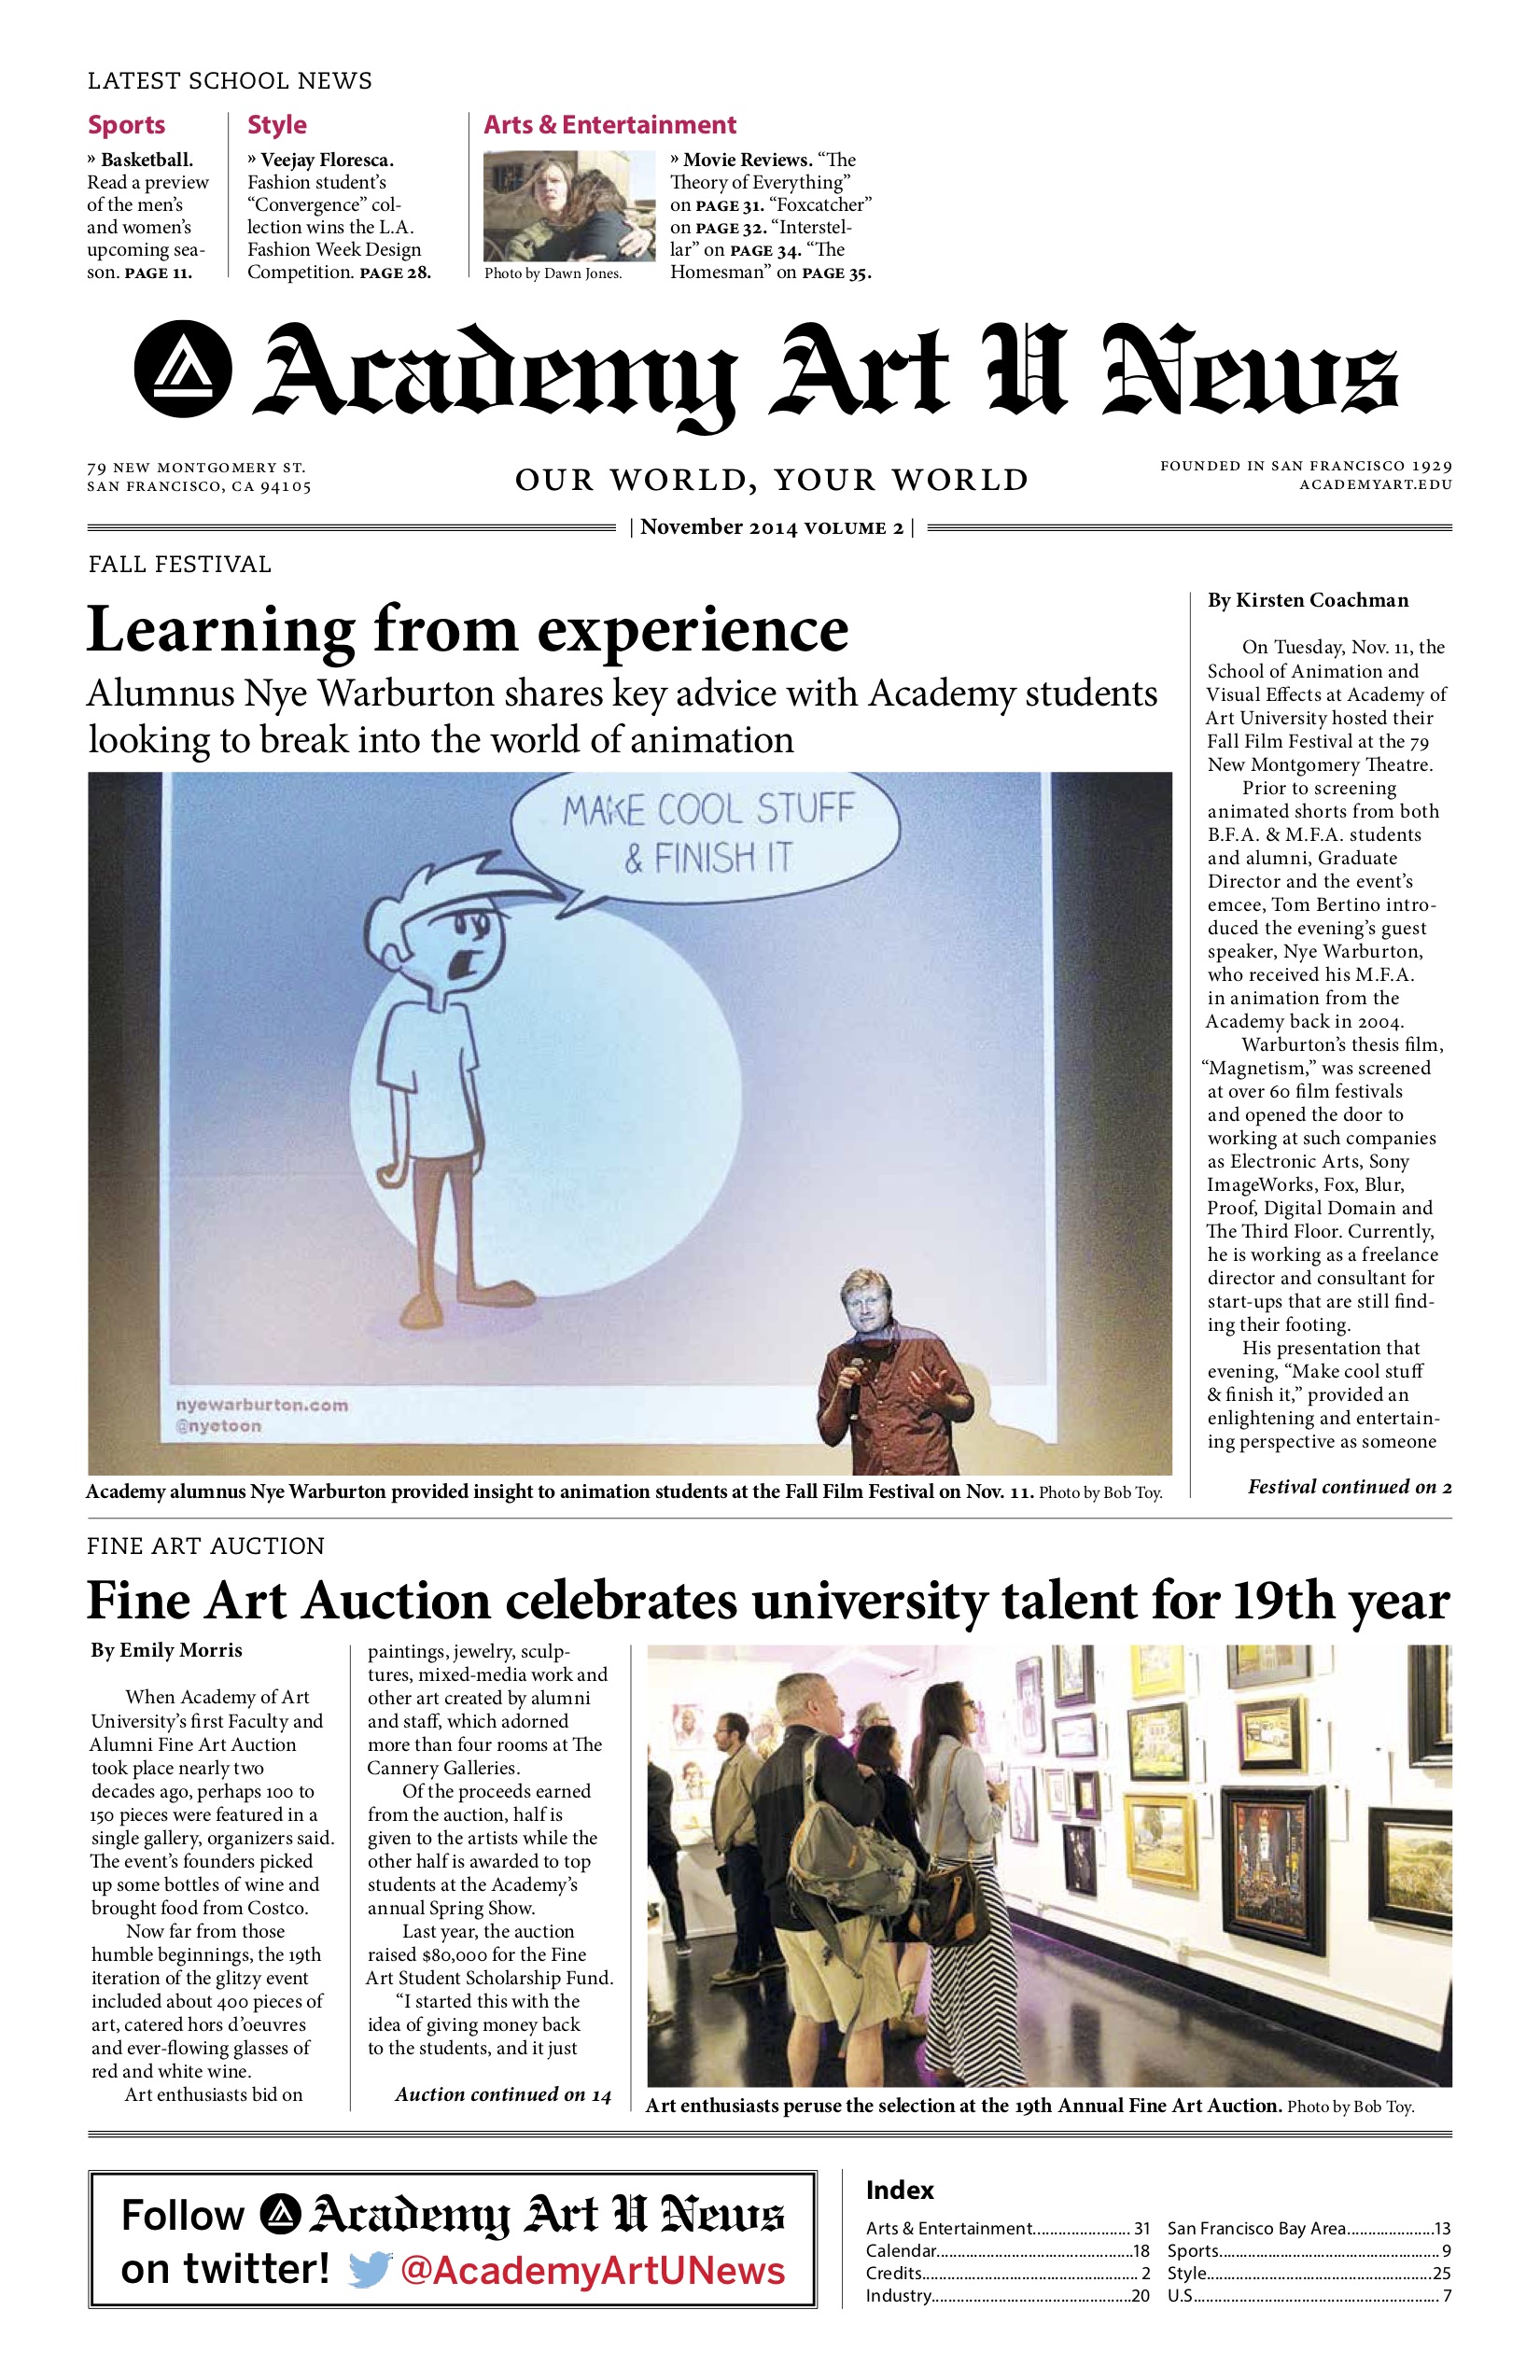 LATEST SCHOOL NEWS
Sports
» Basketball.
Read a preview
of the men's
and women's
upcoming sea-
son. PAGE 11.
Style
» Veejay Floresca.
Fashion student's
“Convergence” col-
lection wins the L.A.
Fashion Week Design
Competition. PAGE 28.
Arts & Entertainment
Photo by Dawn Jones.
» Movie Reviews. “The
Theory of Everything”
on PAGE 31. “Foxcatcher”
on PAGE 32. “Interstel-
lar” on PAGE 34. “The
Homesman” on PAGE 35.
Academy Art U News
79 NEW MONTGOMERY ST.
SAN FRANCISCO, CA 94105
OUR WORLD, YOUR WORLD
FOUNDED IN SAN FRANCISCO 1929
ACADEMYART.EDU
| November 2014 VOLUME 2 |
FALL FESTIVAL
Learning from experience
Alumnus Nye Warburton shares key advice with Academy students
looking to break into the world of animation
MAKE COOL STUFF
& FINISH IT
nyewarburton.com
@nyetoon
Academy alumnus Nye Warburton provided insight to animation students at the Fall Film Festival on Nov. 11. Photo by Bob Toy.
By Kirsten Coachman
On Tuesday, Nov. 11, the
School of Animation and
Visual Effects at Academy of
Art University hosted their
Fall Film Festival at the 79
New Montgomery Theatre.
Prior to screening
animated shorts from both
B.F.A. & M.F.A. students
and alumni, Graduate
Director and the event's
emcee, Tom Bertino intro-
duced the evening's guest
speaker, Nye Warburton,
who received his M.F.A.
in animation from the
Academy back in 2004.
Warburton's thesis film,
“Magnetism,” was screened
at over 60 film festivals
and opened the door to
working at such companies
as Electronic Arts, Sony
ImageWorks, Fox, Blur,
Proof, Digital Domain and
The Third Floor. Currently,
he is working as a freelance
director and consultant for
start-ups that are still find-
ing their footing.
His presentation that
evening, “Make cool stuff
& finish it,” provided an
enlightening and entertain-
ing perspective as someone
Festival continued on 2
FINE ART AUCTION
Fine Art Auction celebrates university talent for 19th year
By Emily Morris
When Academy of Art
University's first Faculty and
Alumni Fine Art Auction
took place nearly two
decades ago, perhaps 100 to
150 pieces were featured in a
single gallery, organizers said.
The event's founders picked
up some bottles of wine and
brought food from Costco.
Now far from those
humble beginnings, the 19th
iteration of the glitzy event
included about 400 pieces of
art, catered hors d'oeuvres
and ever-flowing glasses of
red and white wine.
Art enthusiasts bid on
paintings, jewelry, sculp-
tures, mixed-media work and
other art created by alumni
and staff, which adorned
more than four rooms at The
Cannery Galleries.
Of the proceeds earned
from the auction, half is
given to the artists while the
other half is awarded to top
students at the Academy's
annual Spring Show.
Last year, the auction
raised $80,000 for the Fine
Art Student Scholarship Fund.
“I started this with the
idea of giving money back
to the students, and it just
Auction continued on 14
Art enthusiasts peruse the selection at the 19th Annual Fine Art Auction. Photo by Bob Toy.
Follow Academy Art U News
on twitter! @AcademyArtUNews
Index
Arts & Entertainment....................... 31
Calendar...............................................18
Credits................................................... 2
Industry................................................20
San Francisco Bay Area.....................13
Sports.................................................... 9
Style......................................................25
U.S.......................................................... 7